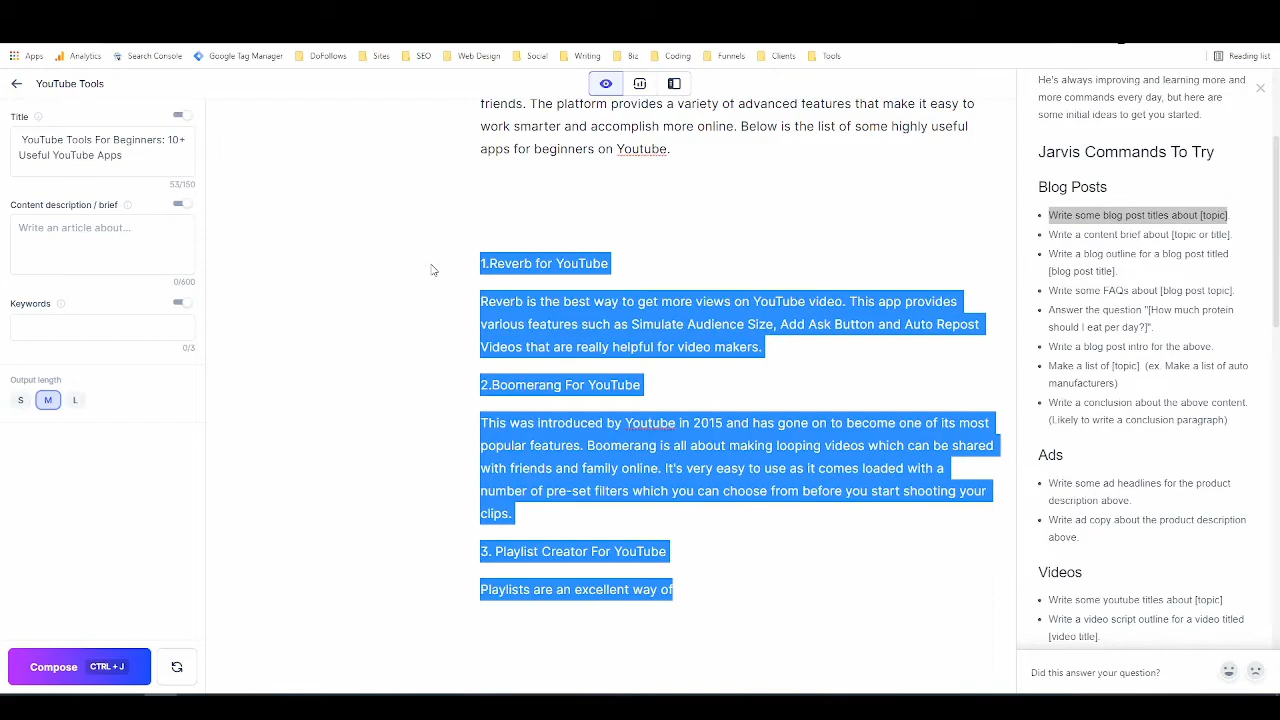 Apps Analytics Search Console Google Tag Manager DoFollows Sites SEO Web Design Social Writing Biz Coding Funnels Clients Tools Reading list
YouTube Tools
Title
YouTube Tools For Beginners: 10+
Useful YouTube Apps
53/150
Content description / brief
Write an article about...
0/600
Keywords
0/3
Output length
S M L
Compose CTRL + J
friends. The platform provides a variety of advanced features that make it easy to
work smarter and accomplish more online. Below is the list of some highly useful
apps for beginners on Youtube.
1.Reverb for YouTube
Reverb is the best way to get more views on YouTube video. This app provides
various features such as Simulate Audience Size, Add Ask Button and Auto Repost
Videos that are really helpful for video makers.
2.Boomerang For YouTube
This was introduced by Youtube in 2015 and has gone on to become one of its most
popular features. Boomerang is all about making looping videos which can be shared
with friends and family online. It's very easy to use as it comes loaded with a
number of pre-set filters which you can choose from before you start shooting your
clips.
3. Playlist Creator For YouTube
Playlists are an excellent way of
He's always improving and learning more and
more commands every day, but here are
some initial ideas to get you started.
Jarvis Commands To Try
Blog Posts
Write some blog post titles about [topic].
Write a content brief about [topic or title].
Write a blog outline for a blog post titled
[blog post title].
Write some FAQs about [blog post topic].
Answer the question "[How much protein
should I eat per day?]".
Write a blog post intro for the above.
Make a list of [topic]. (ex. Make a list of auto
manufacturers)
Write a conclusion about the above content.
(Likely to write a conclusion paragraph)
Ads
Write some ad headlines for the product
description above.
Write ad copy about the product description
above.
Videos
Write some youtube titles about [topic]
Write a video script outline for a video titled
[video title].
Did this answer your question?